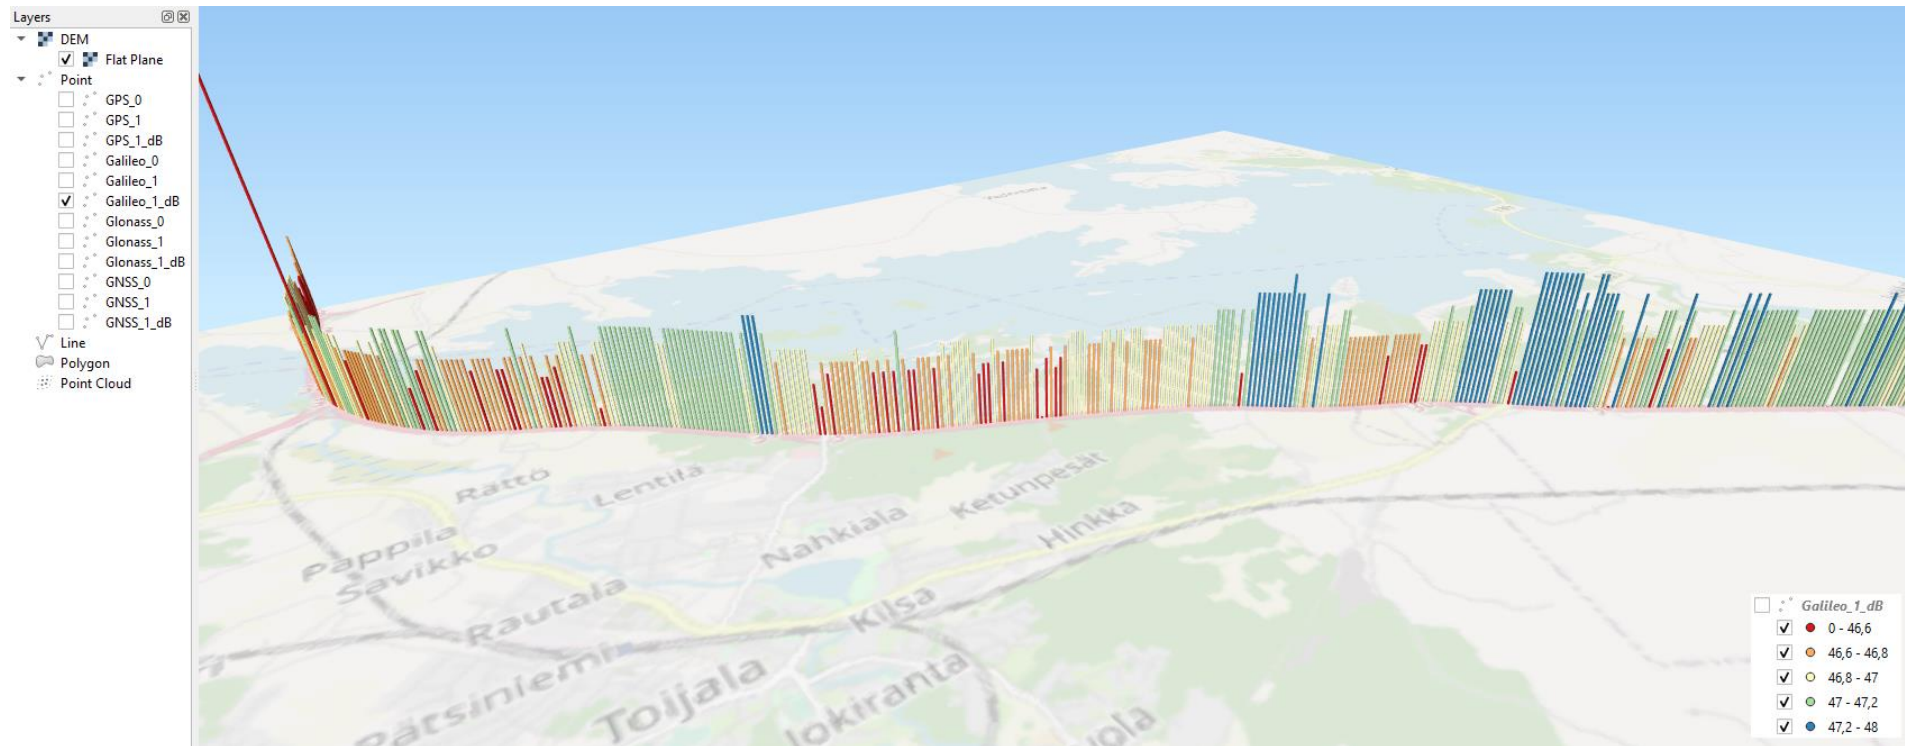 Layers
DEM
Flat Plane
Point
GPS_0
GPS_1
GPS_1_dB
Galileo_0
Galileo_1
Galileo_1_dB
Glonass_0
Glonass_1
Glonass_1_dB
GNSS_0
GNSS_1
GNSS_1_dB
Line
Polygon
Point Cloud
Rättö
Lentilä
Ketunpesät
Nahkiala
Hinkka
Pappila
Savikko
Rautala
Kilsa
Pätsiniemi
Toijala
Jokiranta
Galileo_1_dB
0 - 46,6
46,6 - 46,8
46,8 - 47
47 - 47,2
47,2 - 48